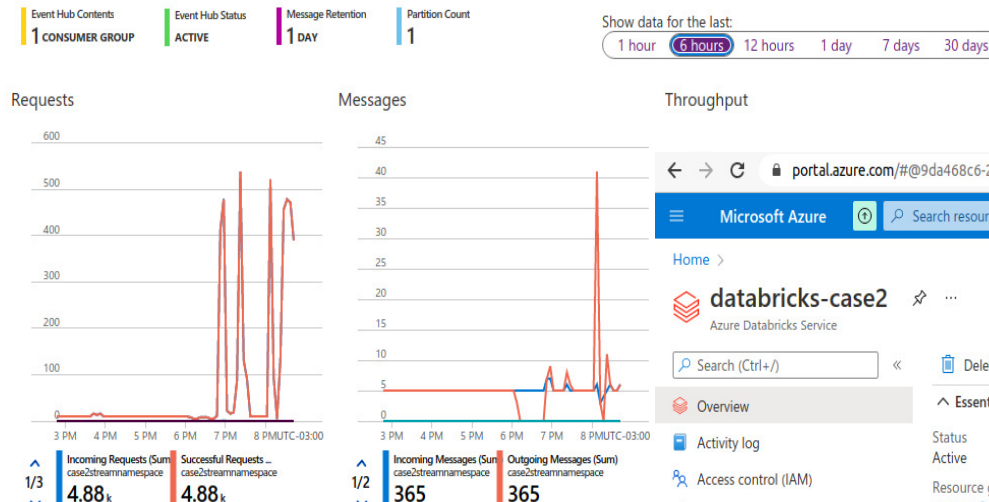 Event Hub Contents
1 CONSUMER GROUP
Event Hub Status
ACTIVE
Message Retention
1 DAY
Partition Count
1
Show data for the last:
1 hour 6 hours 12 hours 1 day 7 days 30 days
Requests
600
500
400
300
200
100
0
3 PM 4 PM 5 PM 6 PM 7 PM 8 PM UTC-03:00
1/3
Incoming Requests (Sum)
case2streamnamespace
4.88 k
Successful Requests ...
case2streamnamespace
4.88 k
Messages
45
40
35
30
25
20
15
10
5
0
3 PM 4 PM 5 PM 6 PM 7 PM 8 PM UTC-03:00
1/2
Incoming Messages (Sum
case2streamnamespace
365
Outgoing Messages (Sum)
case2streamnamespace
365
Throughput
portal.azure.com/#@9da468c6-2
Microsoft Azure
Search resour
Home >
databricks-case2 ...
Azure Databricks Service
Search (Ctrl+/) «
Overview
Activity log
Access control (IAM)
Dele
Essent
Status
Active
Resource g